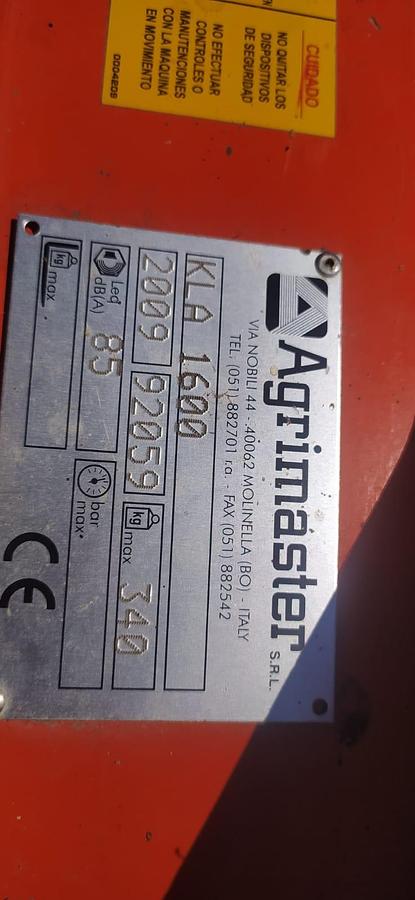 CUIDADO
NO QUITAR LOS
DISPOSITIVOS
DE SEGURIDAD
NO EFECTUAR
CONTROLES O
MANUTENCIONES
CON LA MAQUINA
EN MOVIMIENTO
0004209
Agrimaster S.R.L.
VIA NOBILI 44 - 40062 MOLINELLA (BO) - ITALY
TEL. (051) 882701 r.a. - FAX (051) 882542
KLA 1600
2009 92059 kg max 340
Leq dB(A) 85 bar max
kg max
CE